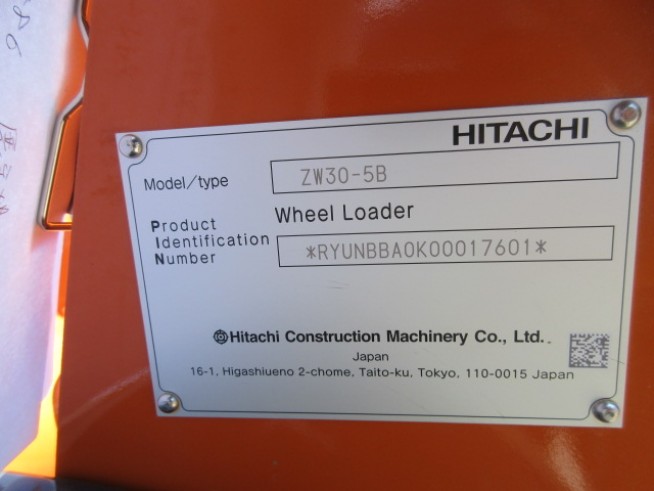 HITACHI
Model/type ZW30-5B
Wheel Loader
Product
Identification
Number *RYUNBBA0K00017601*
Hitachi Construction Machinery Co., Ltd.
Japan
16-1, Higashiueno 2-chome, Taito-ku, Tokyo, 110-0015 Japan